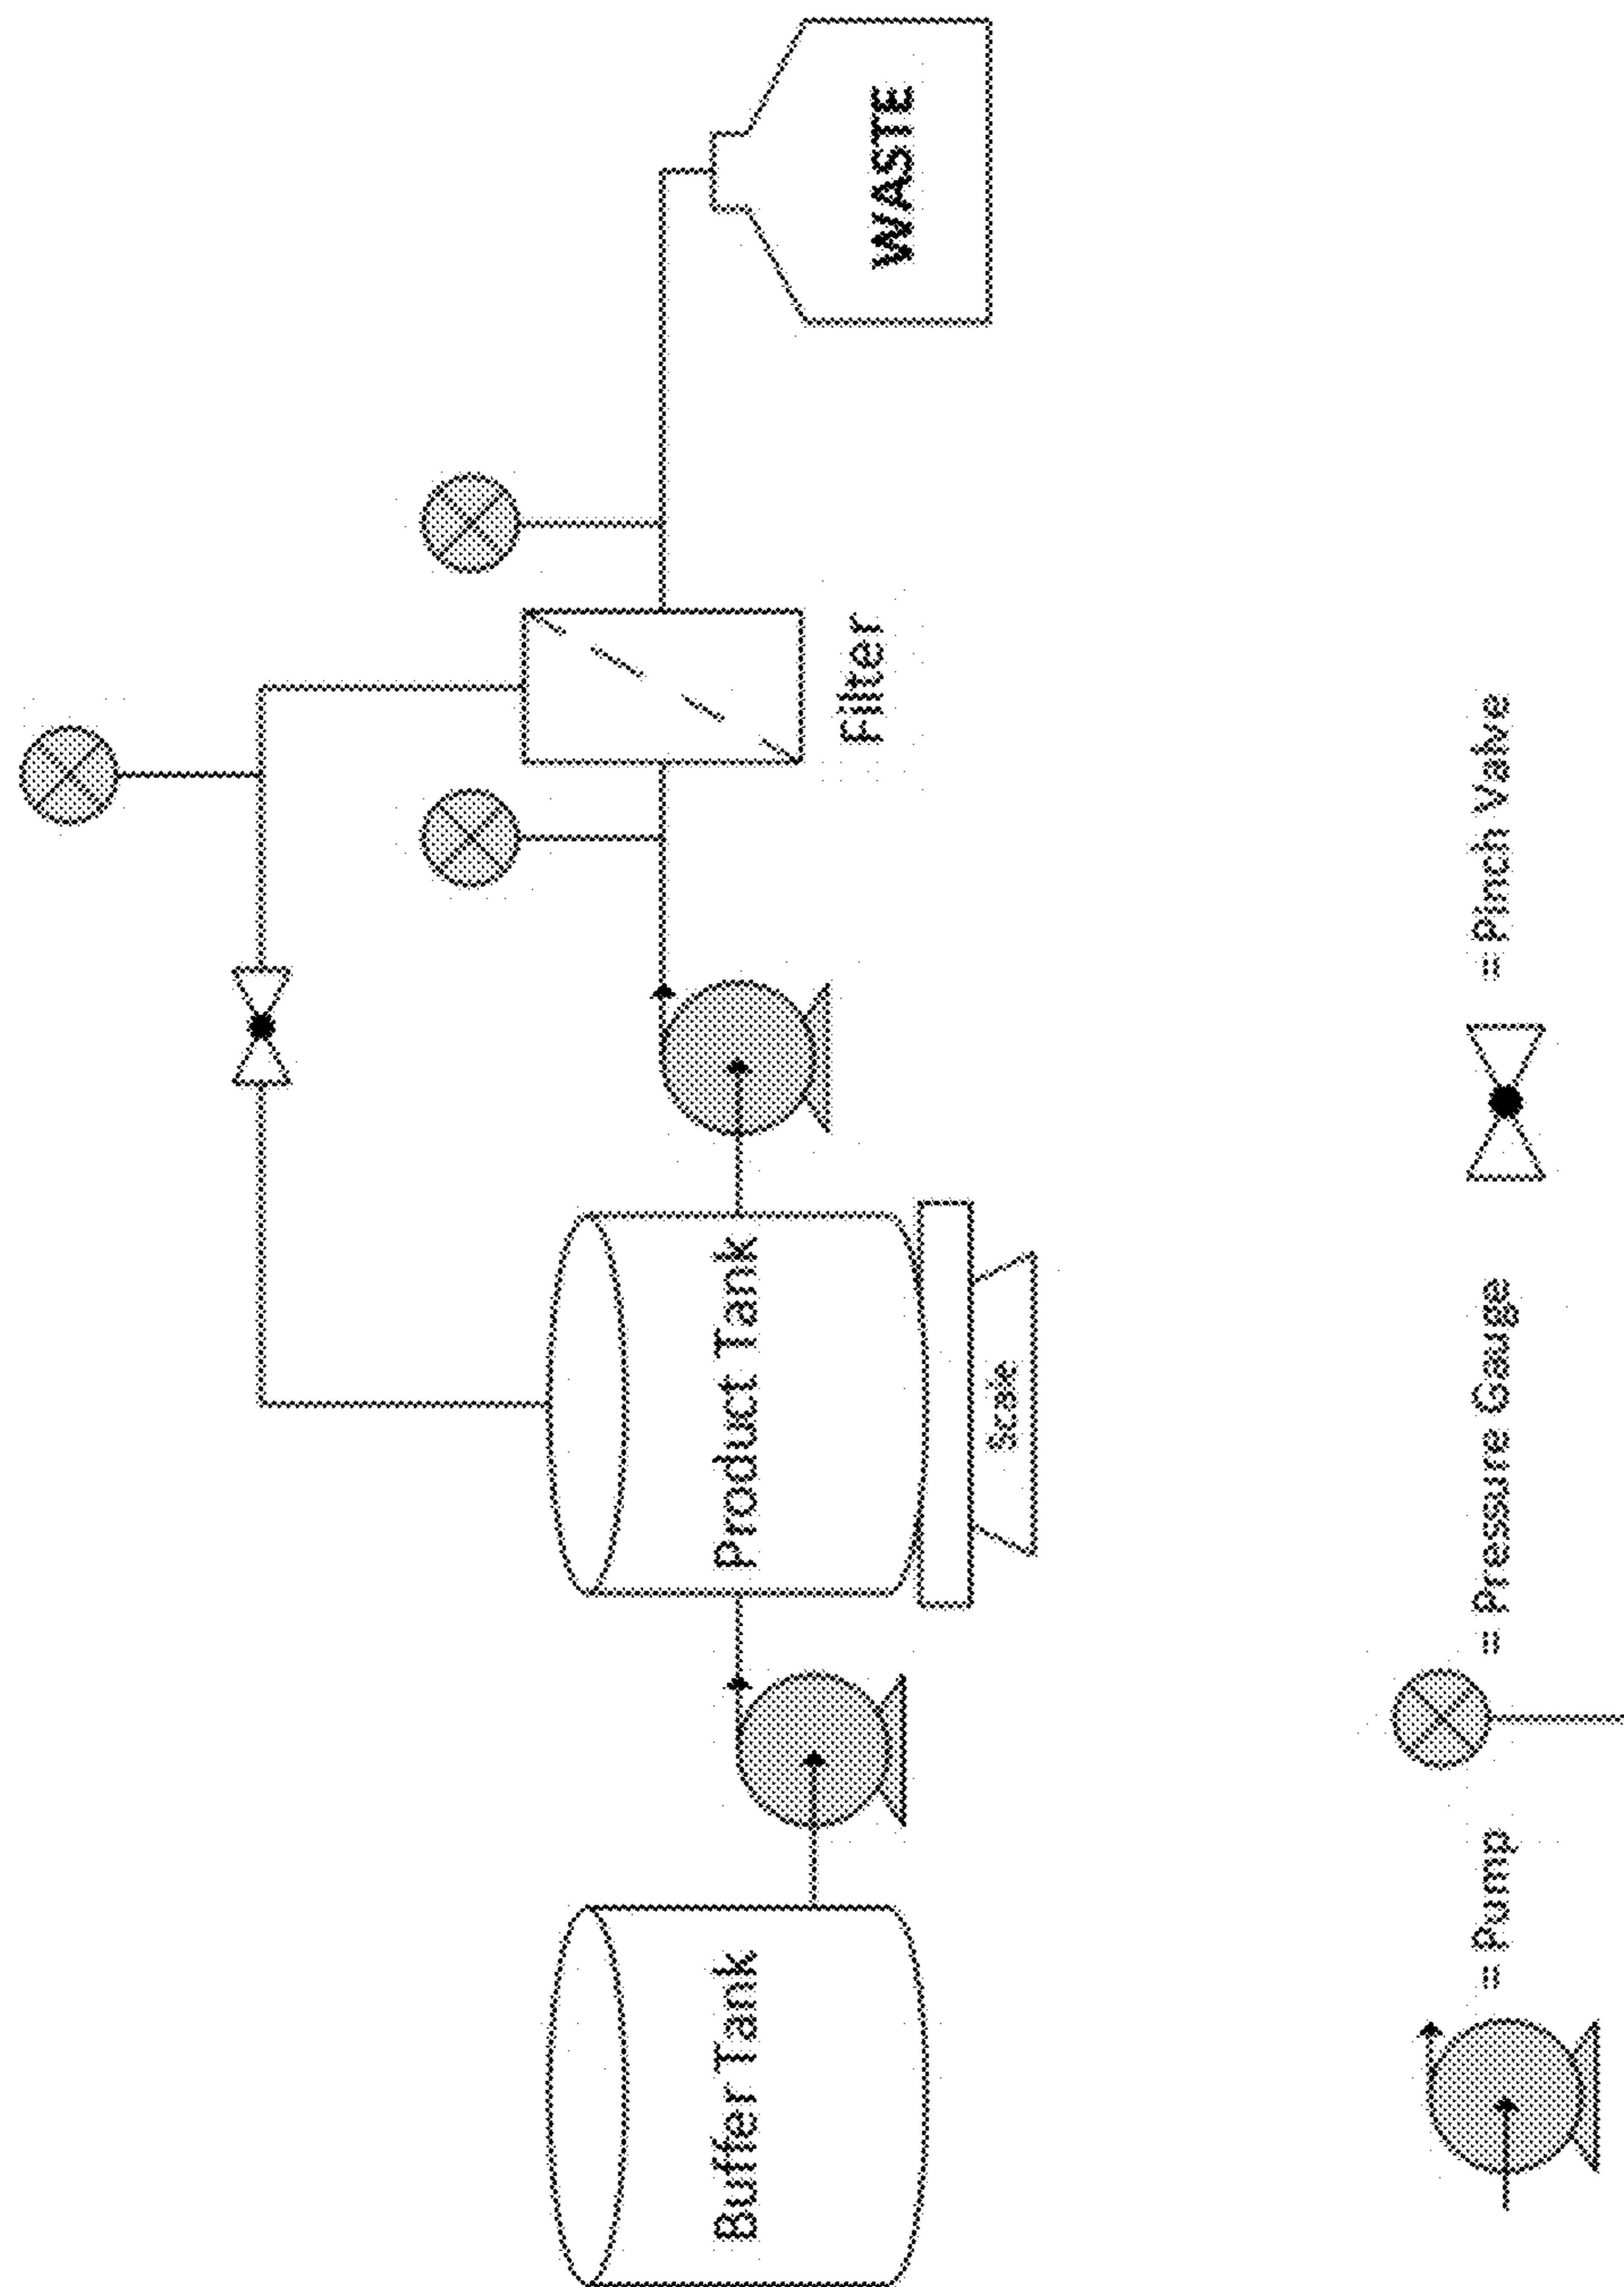 Buffer Tank
Product Tank
Scale
Filter
WASTE
= Pump
= Pressure Gauge
= Pinch Valve